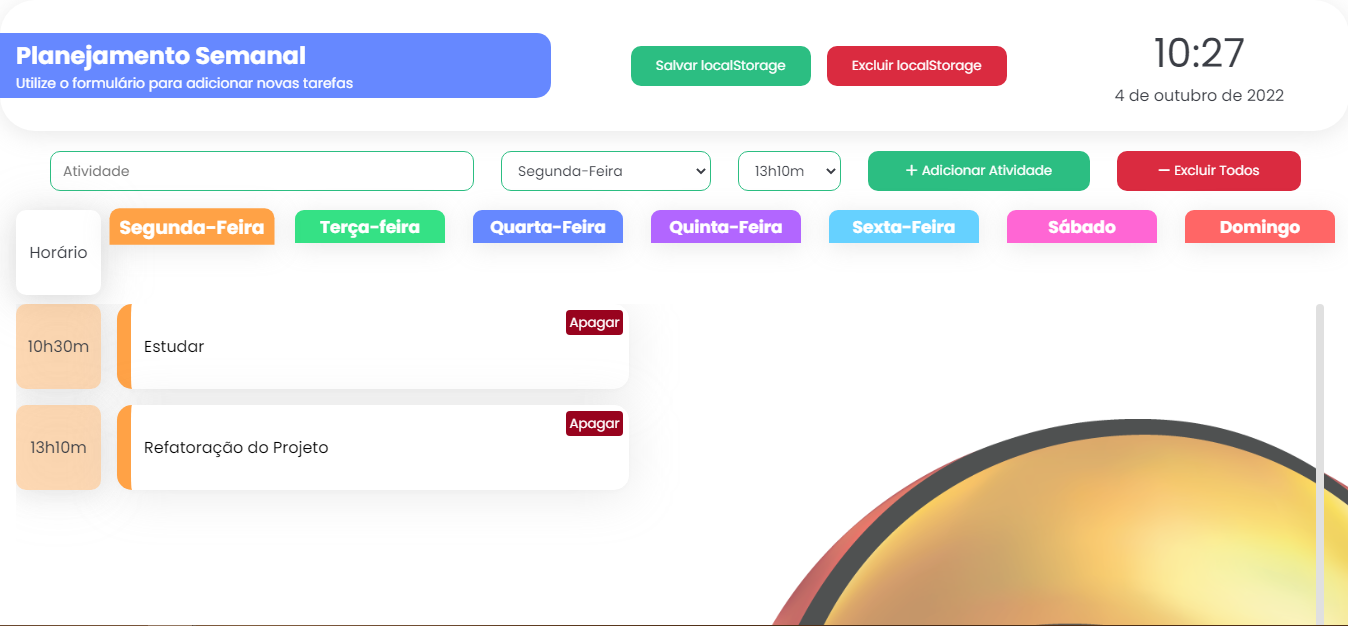 Planejamento Semanal
Utilize o formulário para adicionar novas tarefas
Salvar localStorage
Excluir localStorage
10:27
4 de outubro de 2022
Atividade
Segunda-Feira
13h10m
+ Adicionar Atividade
− Excluir Todos
Horário
Segunda-Feira
Terça-feira
Quarta-Feira
Quinta-Feira
Sexta-Feira
Sábado
Domingo
10h30m
Estudar
Apagar
13h10m
Refatoração do Projeto
Apagar